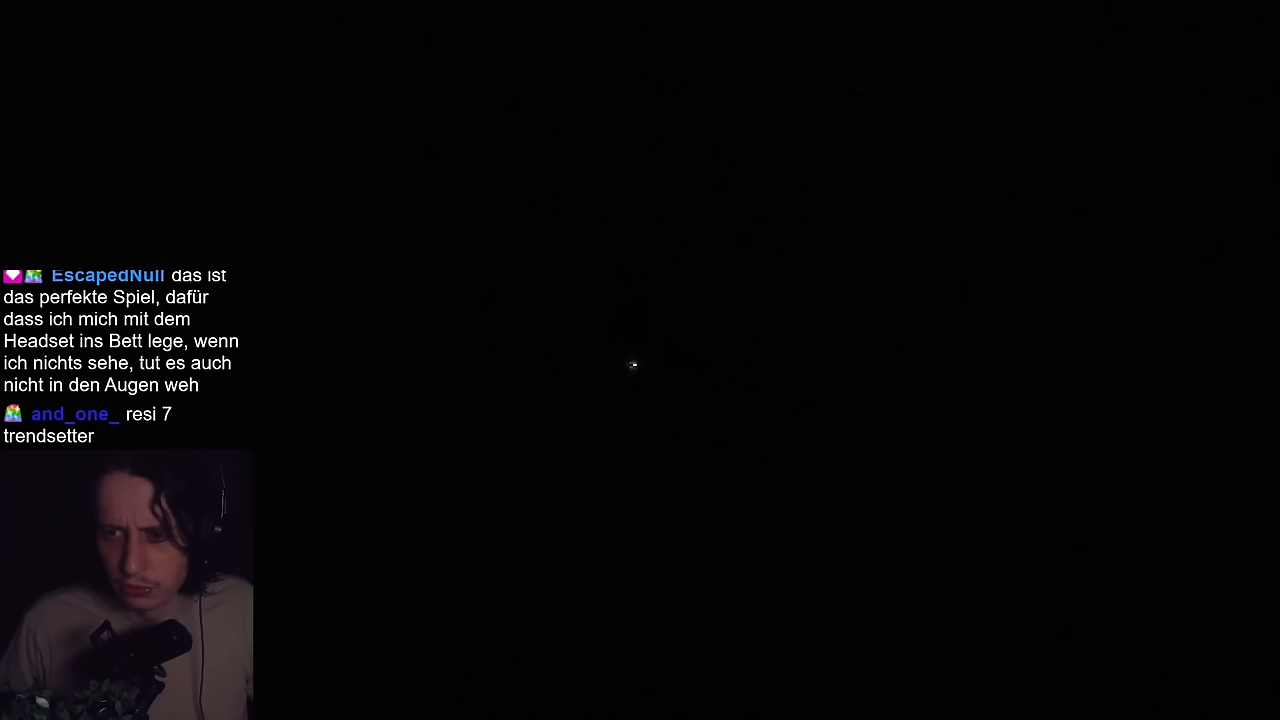 EscapedNull das ist
das perfekte Spiel, dafür
dass ich mich mit dem
Headset ins Bett lege, wenn
ich nichts sehe, tut es auch
nicht in den Augen weh
and_one_ resi 7
trendsetter